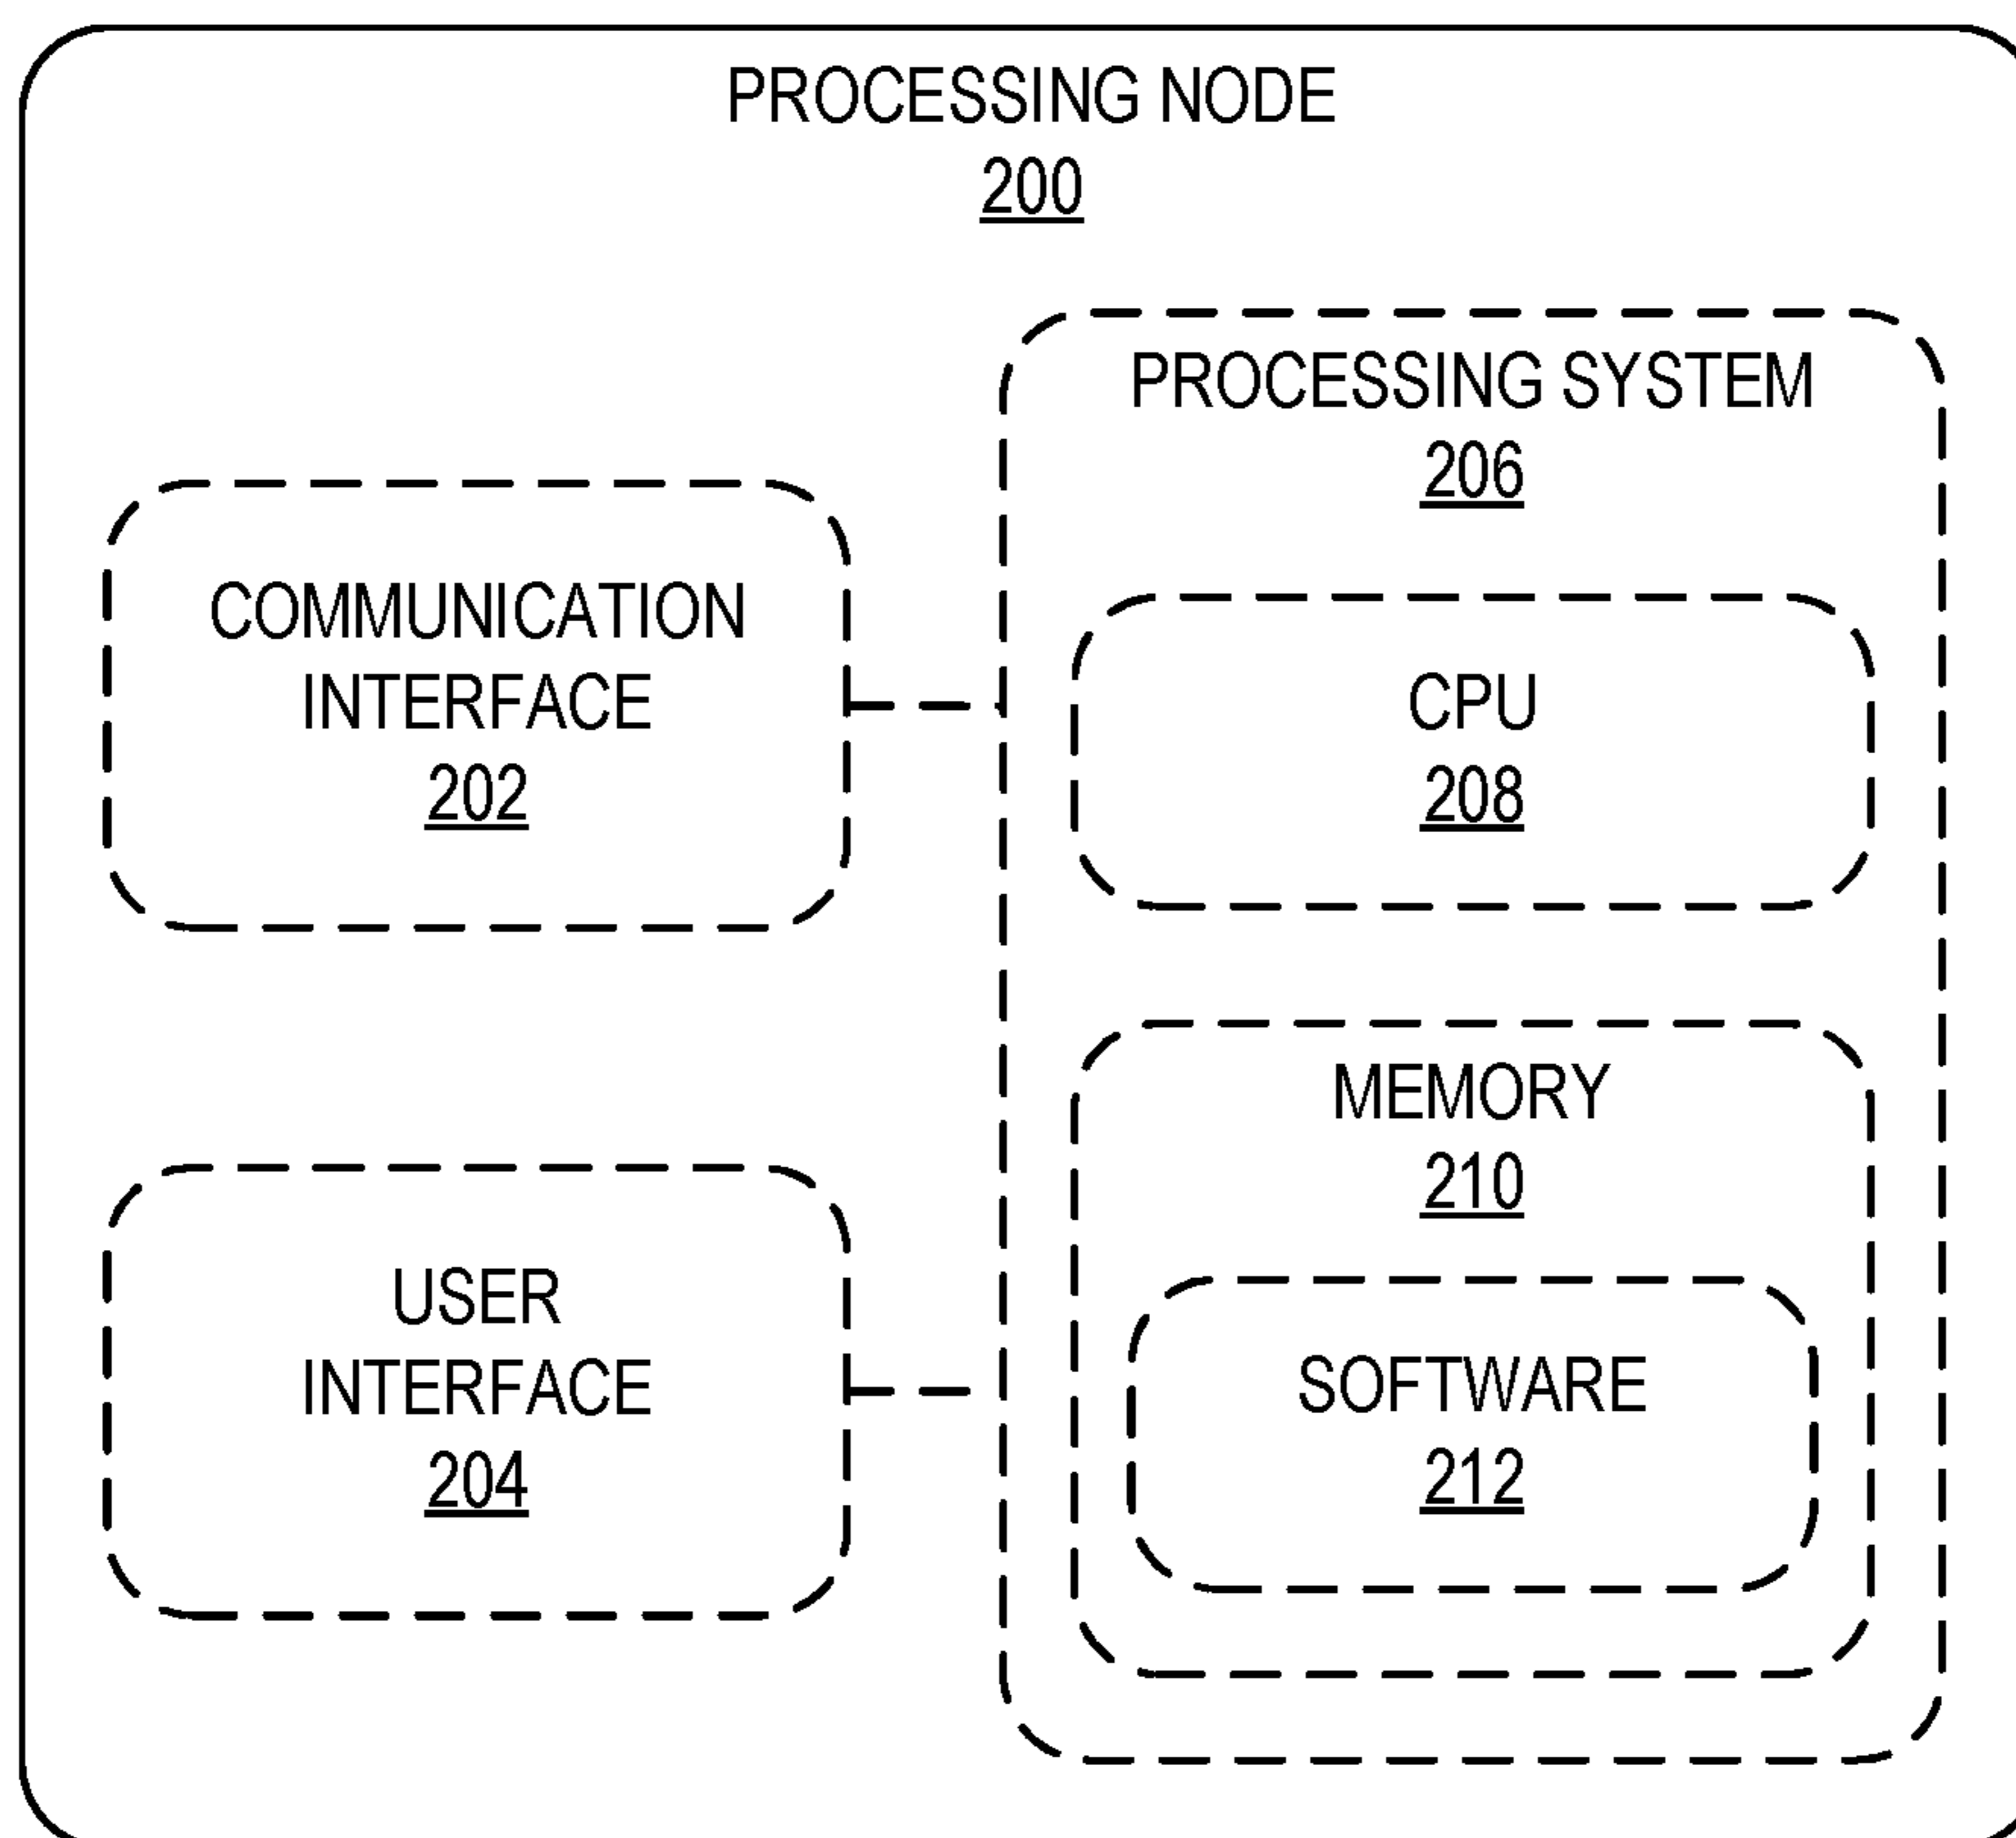 PROCESSING NODE
200
PROCESSING SYSTEM
206
COMMUNICATION
INTERFACE
202
CPU
208
MEMORY
210
USER
INTERFACE
204
SOFTWARE
212